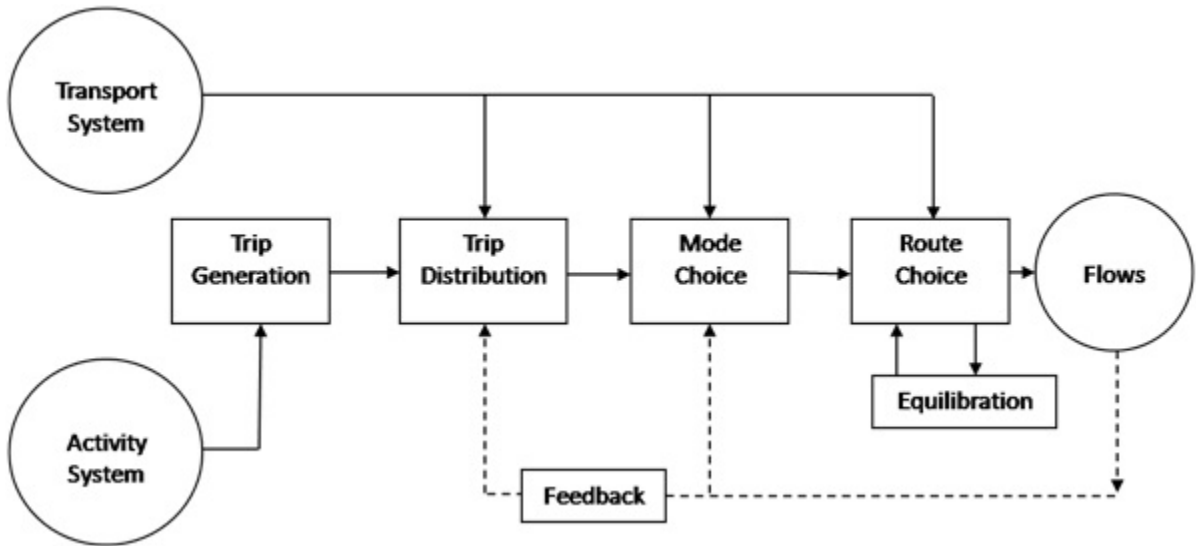 Transport
System
Trip
Generation
Trip
Distribution
Mode
Choice
Route
Choice
Flows
Equilibration
Activity
System
Feedback